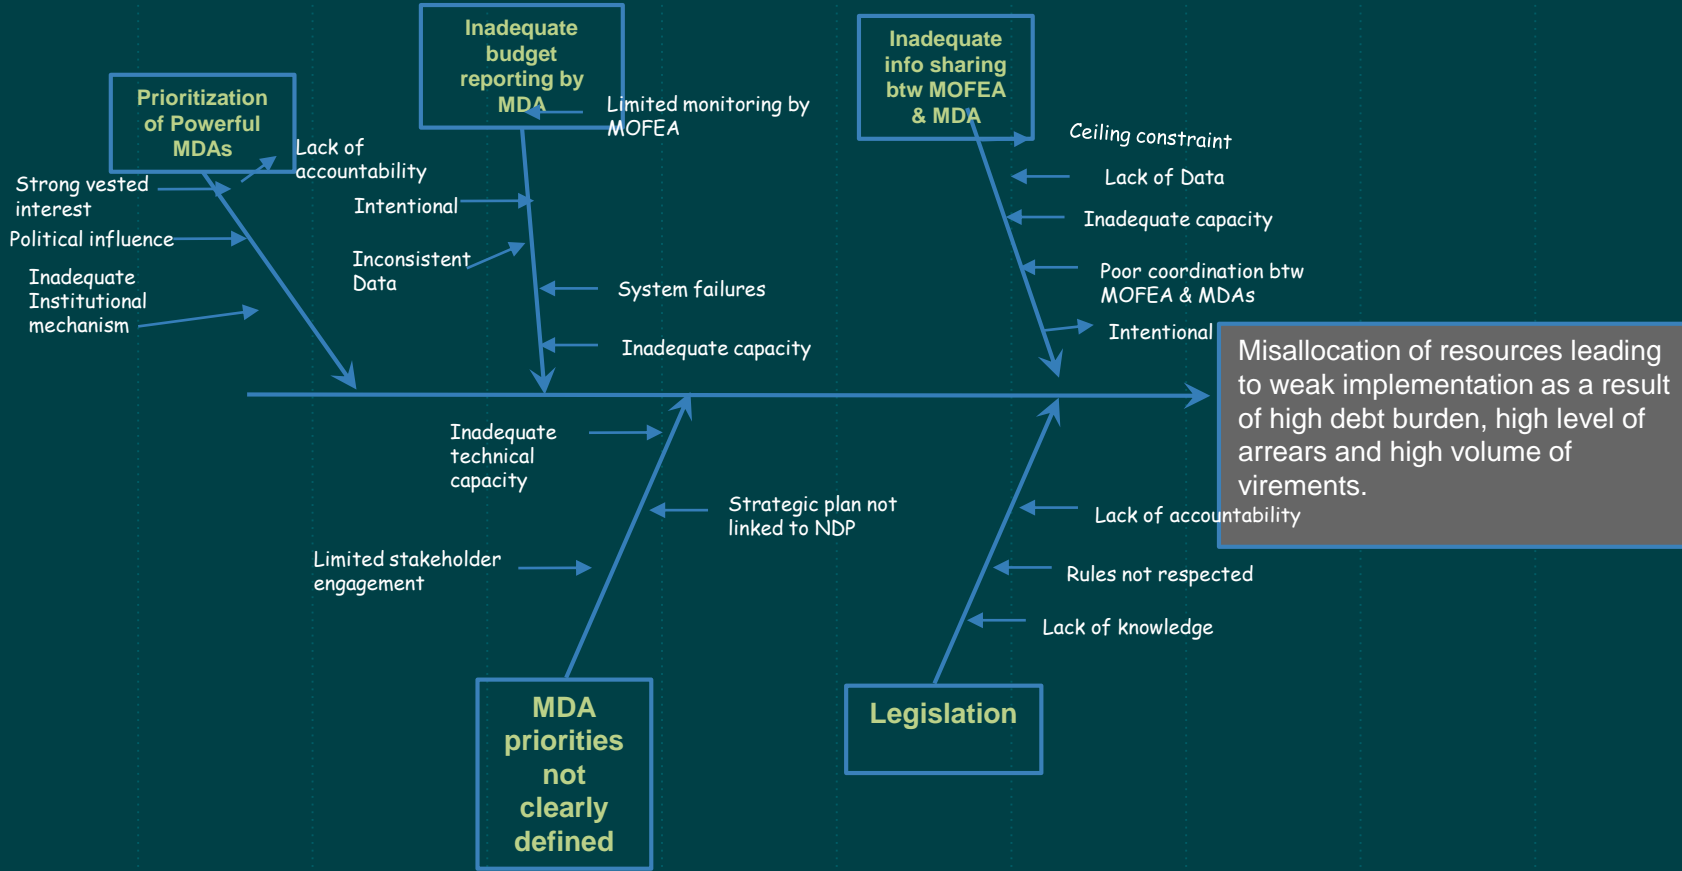 Prioritization
of Powerful
MDAs
Inadequate
budget
reporting by
MDA
Inadequate
info sharing
btw MOFEA
& MDA
Lack of
accountability
Strong vested
interest
Political influence
Inadequate
Institutional
mechanism
Limited monitoring by
MOFEA
Intentional
Inconsistent
Data
System failures
Inadequate capacity
Ceiling constraint
Lack of Data
Inadequate capacity
Poor coordination btw
MOFEA & MDAs
Intentional
Misallocation of resources leading
to weak implementation as a result
of high debt burden, high level of
arrears and high volume of
virements.
Inadequate
technical
capacity
Strategic plan not
linked to NDP
Limited stakeholder
engagement
Lack of accountability
Rules not respected
Lack of knowledge
MDA
priorities
not
clearly
defined
Legislation